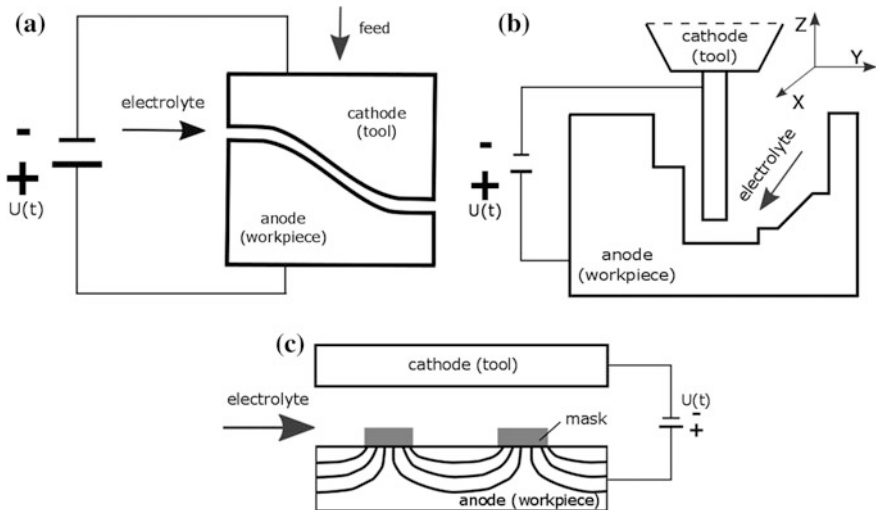 (a)
feed
electrolyte
cathode
(tool)
-
+
U(t)
anode
(workpiece)
(b)
cathode
(tool)
Z
Y
X
-
+
U(t)
electrolyte
anode
(workpiece)
(c)
cathode (tool)
electrolyte
mask
U(t)
-
+
anode (workpiece)